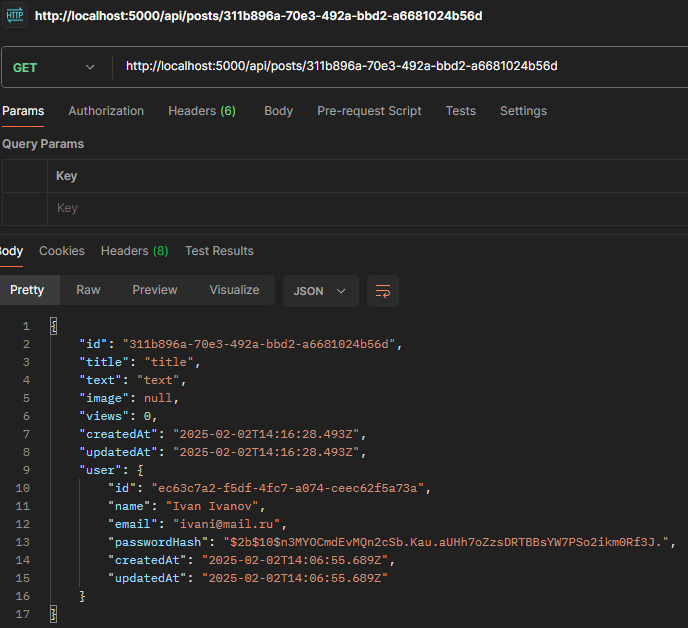 HTTP http://localhost:5000/api/posts/311b896a-70e3-492a-bbd2-a6681024b56d
GET http://localhost:5000/api/posts/311b896a-70e3-492a-bbd2-a6681024b56d
Params Authorization Headers (6) Body Pre-request Script Tests Settings
Query Params
Key
Key
Body Cookies Headers (8) Test Results
Pretty Raw Preview Visualize JSON
1 {
2 "id": "311b896a-70e3-492a-bbd2-a6681024b56d",
3 "title": "title",
4 "text": "text",
5 "image": null,
6 "views": 0,
7 "createdAt": "2025-02-02T14:16:28.493Z",
8 "updatedAt": "2025-02-02T14:16:28.493Z",
9 "user": {
10 "id": "ec63c7a2-f5df-4fc7-a074-ceec62f5a73a",
11 "name": "Ivan Ivanov",
12 "email": "ivani@mail.ru",
13 "passwordHash": "$2b$10$n3MYOCmdEvMQn2cSb.Kau.aUHh7oZzsDRTBBsYW7PSo2ikm0Rf3J.",
14 "createdAt": "2025-02-02T14:06:55.689Z",
15 "updatedAt": "2025-02-02T14:06:55.689Z"
16 }
17 }